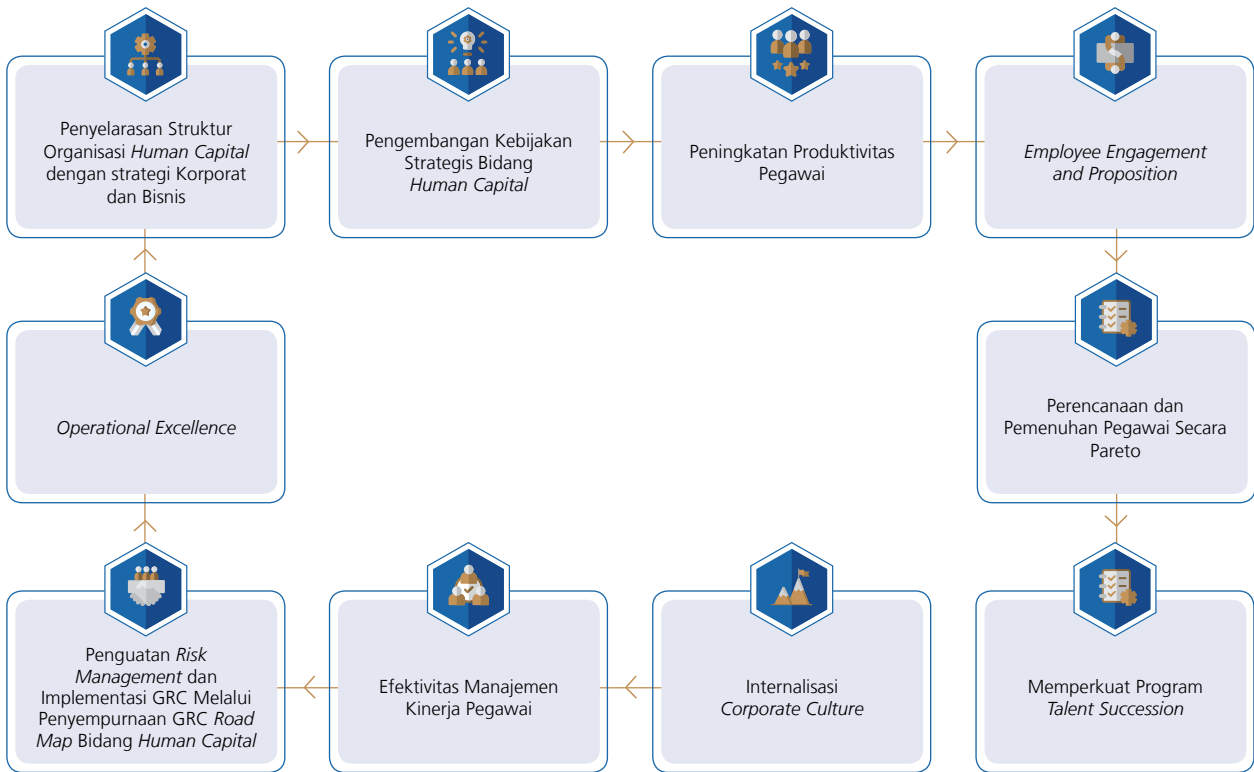 Penyelarasan Struktur
Organisasi Human Capital
dengan strategi Korporat
dan Bisnis
Pengembangan Kebijakan
Strategis Bidang
Human Capital
Peningkatan Produktivitas
Pegawai
Employee Engagement
and Proposition
Operational Excellence
Perencanaan dan
Pemenuhan Pegawai Secara
Pareto
Penguatan Risk
Management dan
Implementasi GRC Melalui
Penyempurnaan GRC Road
Map Bidang Human Capital
Efektivitas Manajemen
Kinerja Pegawai
Internalisasi
Corporate Culture
Memperkuat Program
Talent Succession